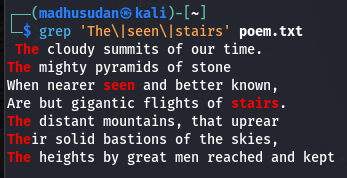 ┌──(madhusudan㉿kali)-[~]
└─$ grep 'The\|seen\|stairs' poem.txt
 The cloudy summits of our time.
The mighty pyramids of stone
When nearer seen and better known,
Are but gigantic flights of stairs.
The distant mountains, that uprear
Their solid bastions of the skies,
The heights by great men reached and kept